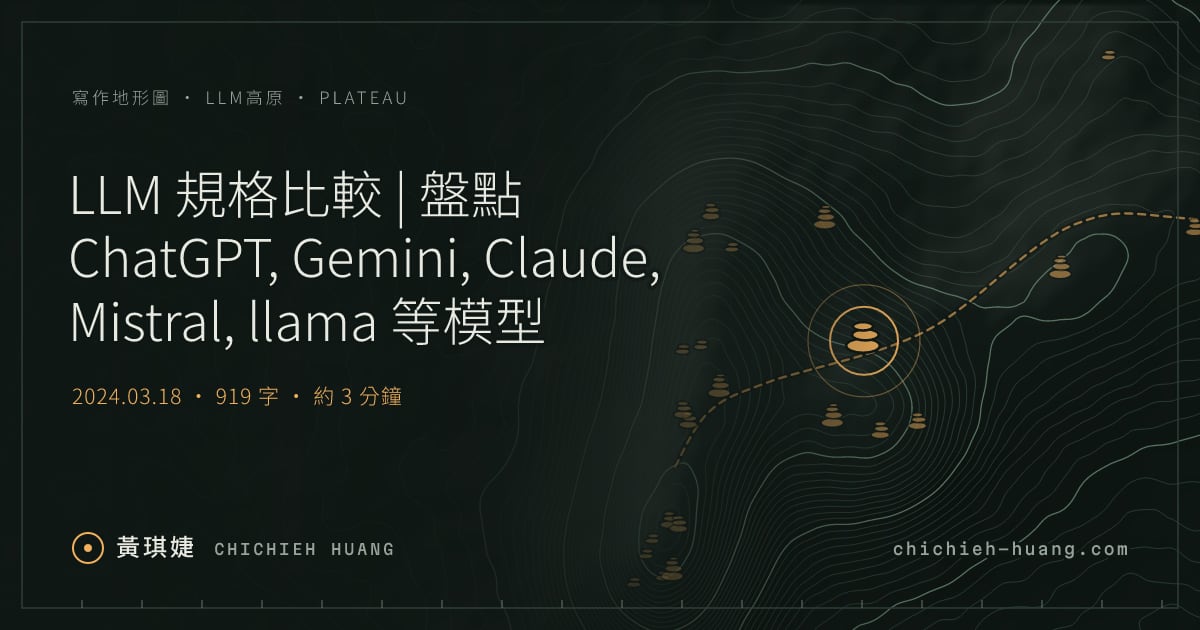 寫作地形圖 · LLM高原 · PLATEAU
LLM 規格比較 | 盤點
ChatGPT, Gemini, Claude,
Mistral, llama 等模型
2024.03.18 · 919 字 · 約 3 分鐘
黃琪婕 CHICHIEH HUANG
chichieh-huang.com